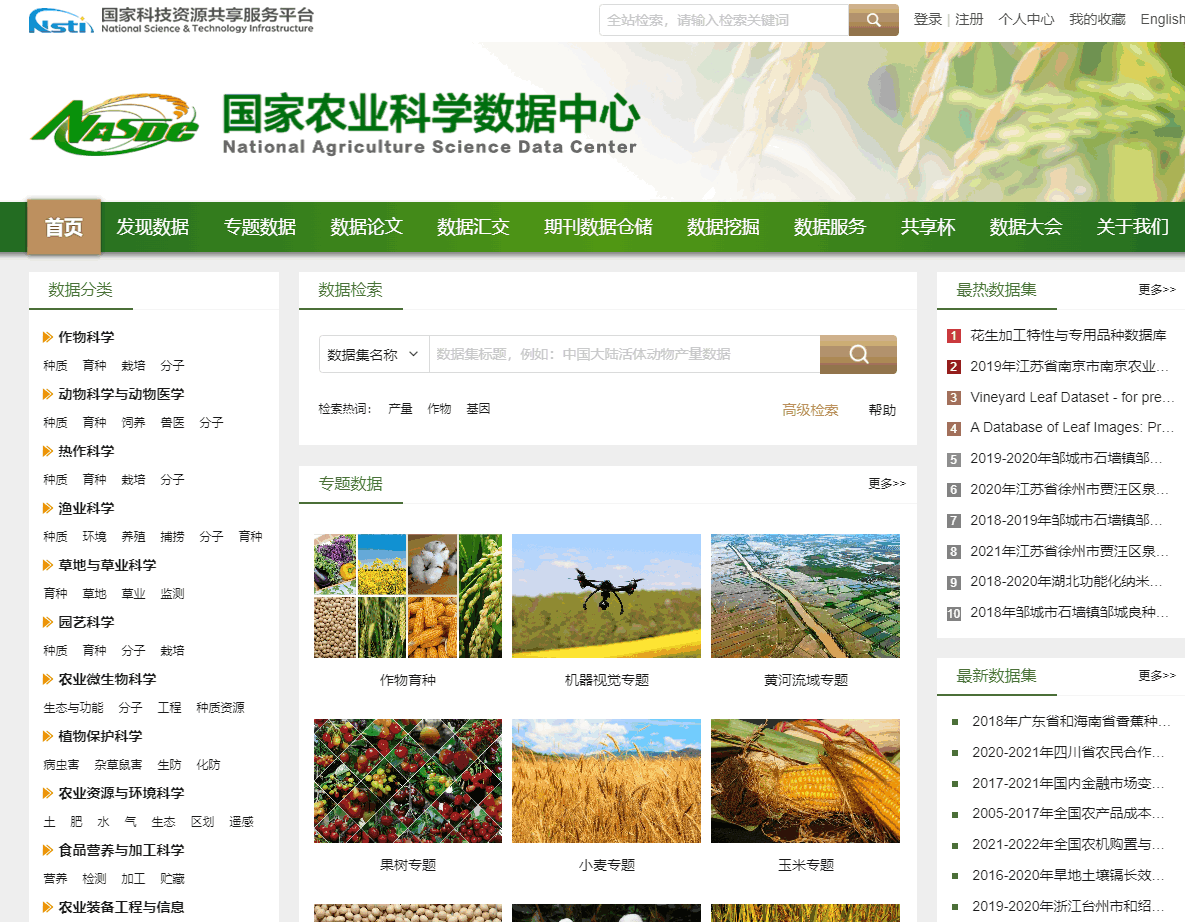 Nsti 国家科技资源共享服务平台
National Science & Technology Infrastructure
全站检索，请输入检索关键词
登录 | 注册 个人中心 我的收藏 English
NASDC 国家农业科学数据中心
National Agriculture Science Data Center
首页 发现数据 专题数据 数据论文 数据汇交 期刊数据仓储 数据挖掘 数据服务 共享杯 数据大会 关于我们
数据分类
作物科学
种质 育种 栽培 分子
动物科学与动物医学
种质 育种 饲养 兽医 分子
热作科学
种质 育种 栽培 分子
渔业科学
种质 环境 养殖 捕捞 分子 育种
草地与草业科学
育种 草地 草业 监测
园艺科学
种质 育种 分子 栽培
农业微生物科学
生态与功能 分子 工程 种质资源
植物保护科学
病虫害 杂草鼠害 生防 化防
农业资源与环境科学
土 肥 水 气 生态 区划 遥感
食品营养与加工科学
营养 检测 加工 贮藏
农业装备工程与信息
数据检索
数据集名称 数据集标题，例如：中国大陆活体动物产量数据
检索热词： 产量 作物 基因 高级检索 帮助
专题数据 更多>>
作物育种 机器视觉专题 黄河流域专题
果树专题 小麦专题 玉米专题
最热数据集 更多>>
1 花生加工特性与专用品种数据库
2 2019年江苏省南京市南京农业...
3 Vineyard Leaf Dataset - for pre...
4 A Database of Leaf Images: Pr...
5 2019-2020年邹城市石墙镇邹...
6 2020年江苏省徐州市贾汪区泉...
7 2018-2019年邹城市石墙镇邹...
8 2021年江苏省徐州市贾汪区泉...
9 2018-2020年湖北功能化纳米...
10 2018年邹城市石墙镇邹城良种...
最新数据集 更多>>
2018年广东省和海南省香蕉种...
2020-2021年四川省农民合作...
2017-2021年国内金融市场变...
2005-2017年全国农产品成本...
2021-2022年全国农机购置与...
2016-2020年旱地土壤镉长效...
2019-2020年浙江台州市和绍...